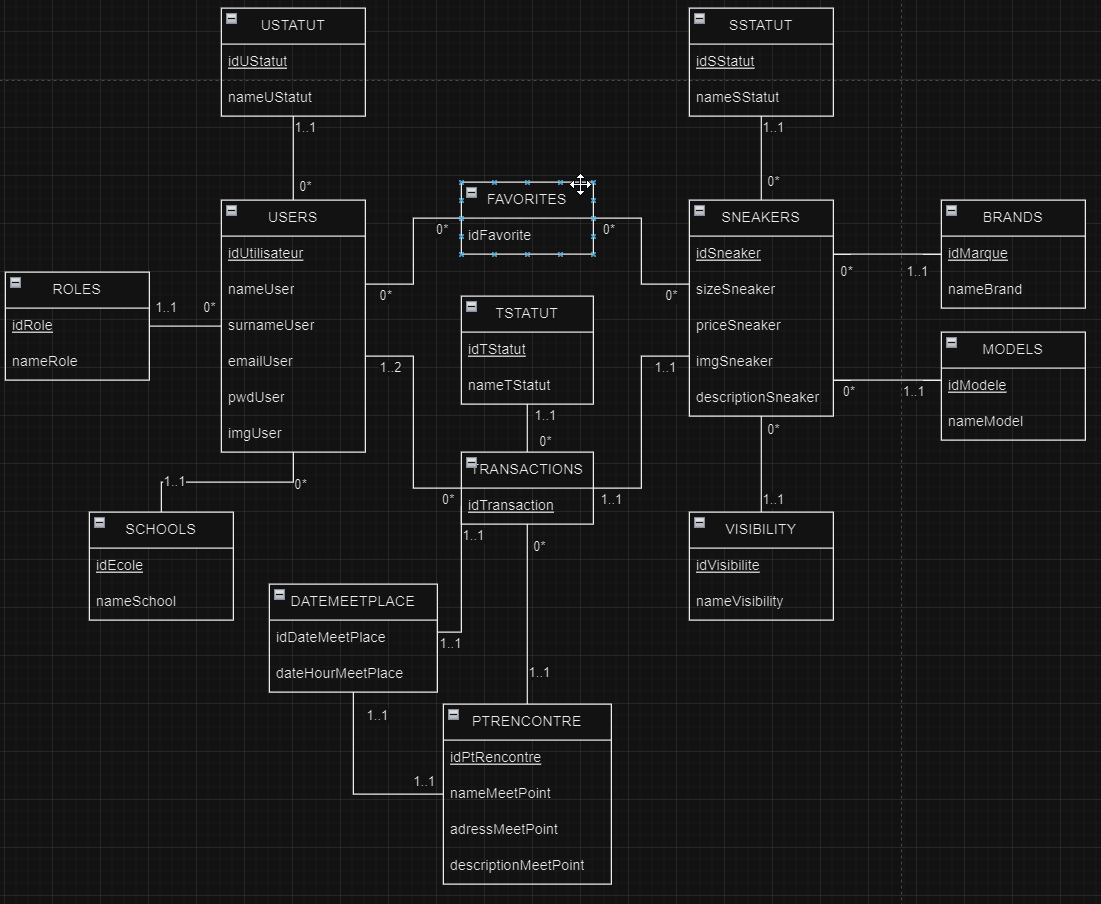 USTATUT
idUStatut
nameUStatut
1..1
0*
SSTATUT
idSStatut
nameSStatut
1..1
0*
FAVORITES
idFavorite
0*
0*
0*
0*
USERS
idUtilisateur
nameUser
surnameUser
emailUser
pwdUser
imgUser
SNEAKERS
idSneaker
sizeSneaker
priceSneaker
imgSneaker
descriptionSneaker
BRANDS
idMarque
nameBrand
0*
1..1
ROLES
idRole
nameRole
1..1
0*
TSTATUT
idTStatut
nameTStatut
1..1
0*
MODELS
idModele
nameModel
0*
1..1
1..2
1..1
0*
1..1
TRANSACTIONS
idTransaction
1..1
0*
1..1
0*
SCHOOLS
idEcole
nameSchool
0*
1..1
VISIBILITY
idVisibilite
nameVisibility
DATEMEETPLACE
idDateMeetPlace
dateHourMeetPlace
1..1
1..1
1..1
1..1
PTRENCONTRE
idPtRencontre
nameMeetPoint
adressMeetPoint
descriptionMeetPoint